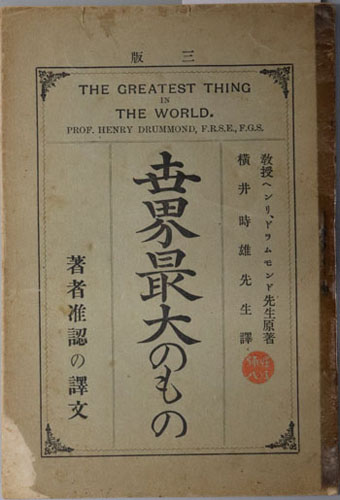 版三
THE GREATEST THING
IN
THE WORLD.
PROF. HENRY DRUMMOND, F.R.S.E., F.G.S.
教授ヘンリ、ドラムモンド先生原著
横井時雄先生譯
世界最大のもの
著者准認の譯文